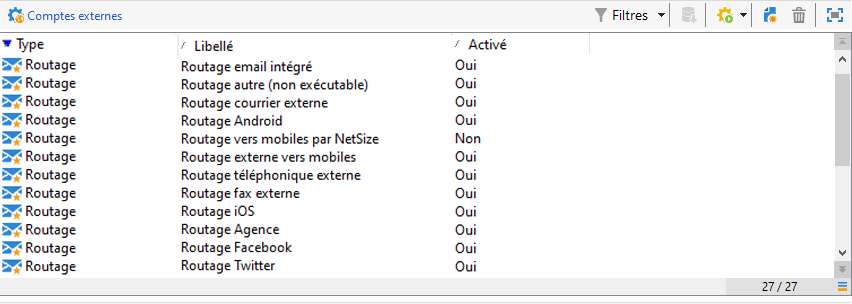 Comptes externes Filtres
Type Libellé Activé
Routage Routage email intégré Oui
Routage Routage autre (non exécutable) Oui
Routage Routage courrier externe Oui
Routage Routage Android Oui
Routage Routage vers mobiles par NetSize Non
Routage Routage externe vers mobiles Oui
Routage Routage téléphonique externe Oui
Routage Routage fax externe Oui
Routage Routage iOS Oui
Routage Routage Agence Oui
Routage Routage Facebook Oui
Routage Routage Twitter Oui
27 / 27